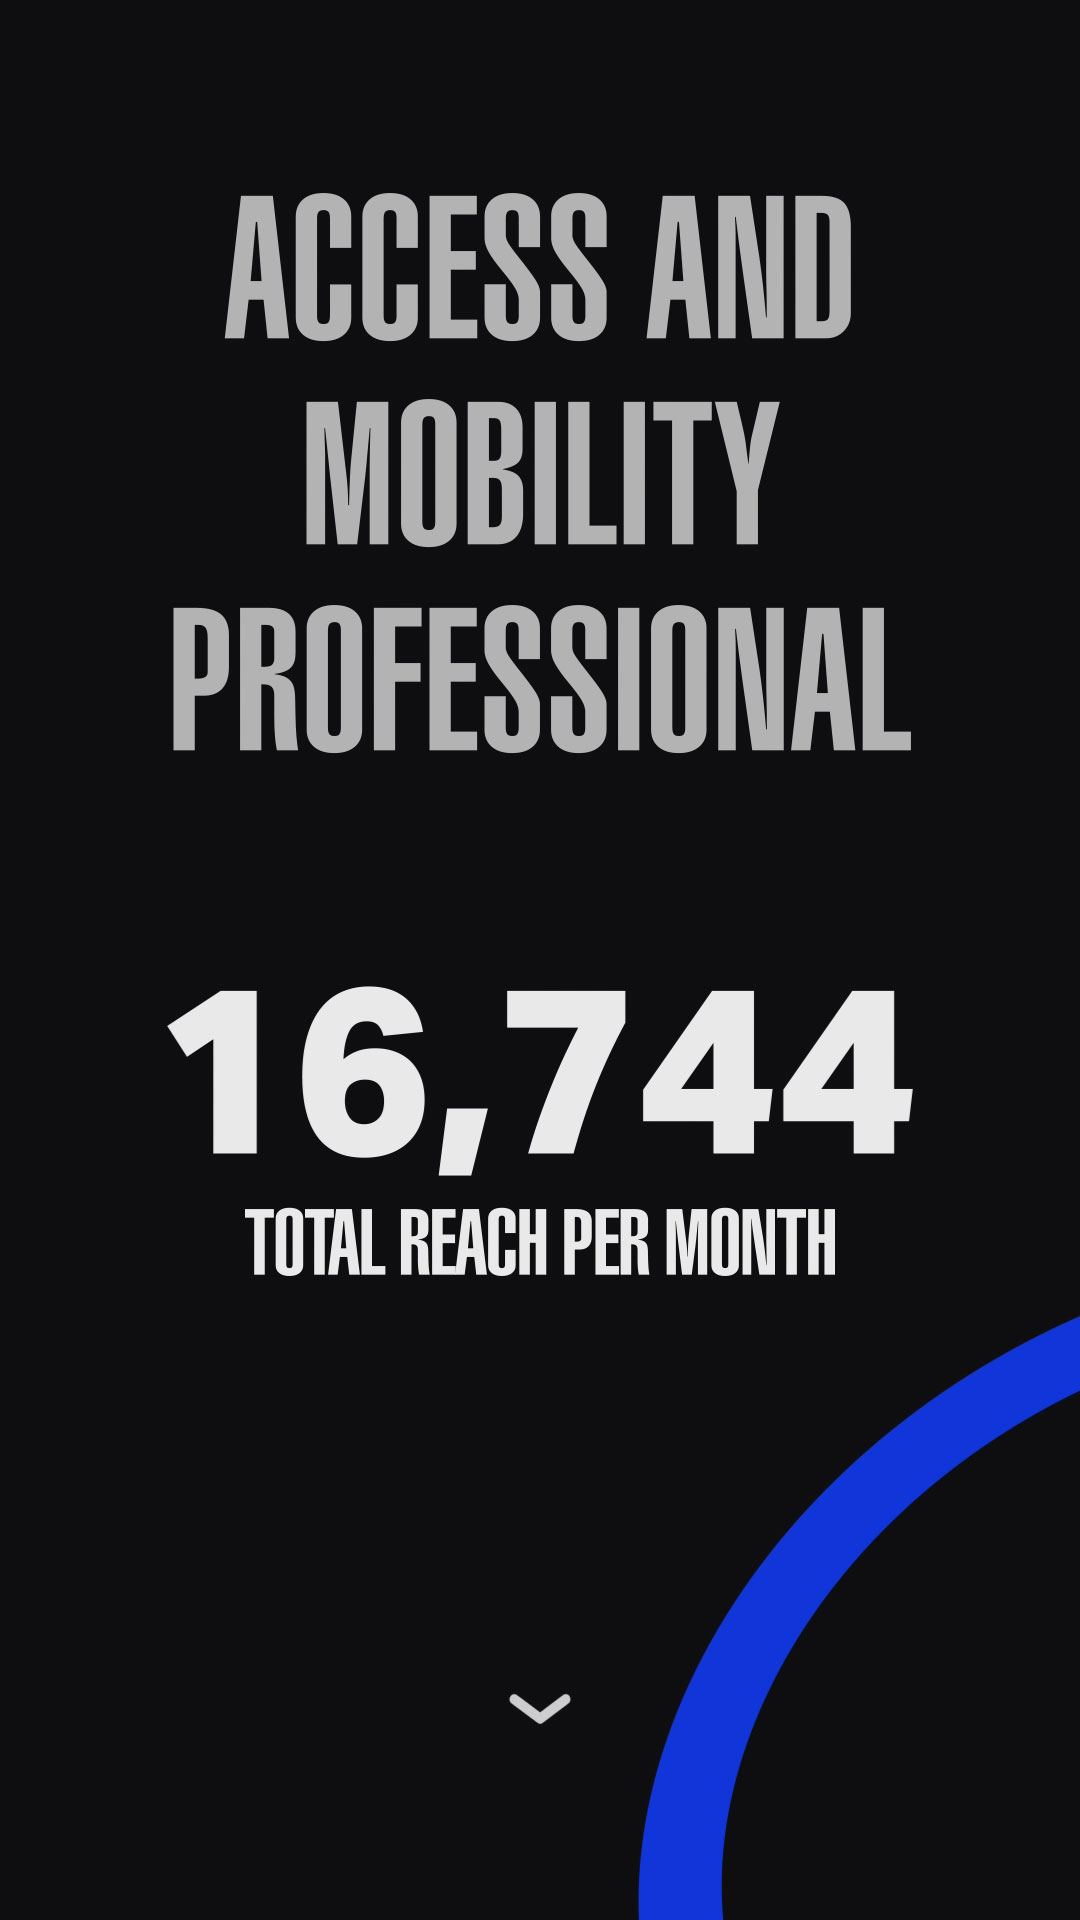 ACCESS AND
MOBILITY
PROFESSIONAL
16,744
TOTAL REACH PER MONTH